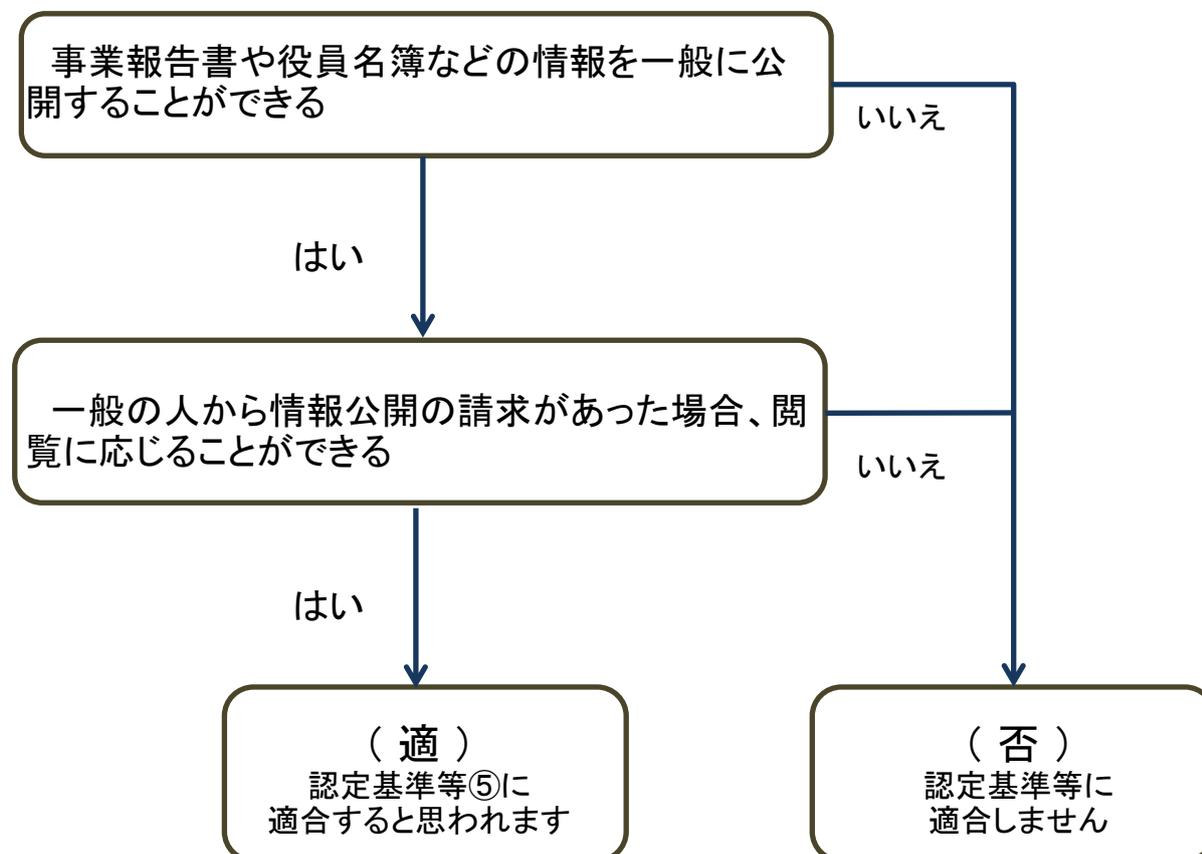 事業報告書や役員名簿などの情報を一般に公
開することができる
いいえ
はい
一般の人から情報公開の請求があった場合、閲
覧に応じることができる
いいえ
はい
（ 適 ）
認定基準等⑤に
適合すると思われます
（ 否 ）
認定基準等に
適合しません